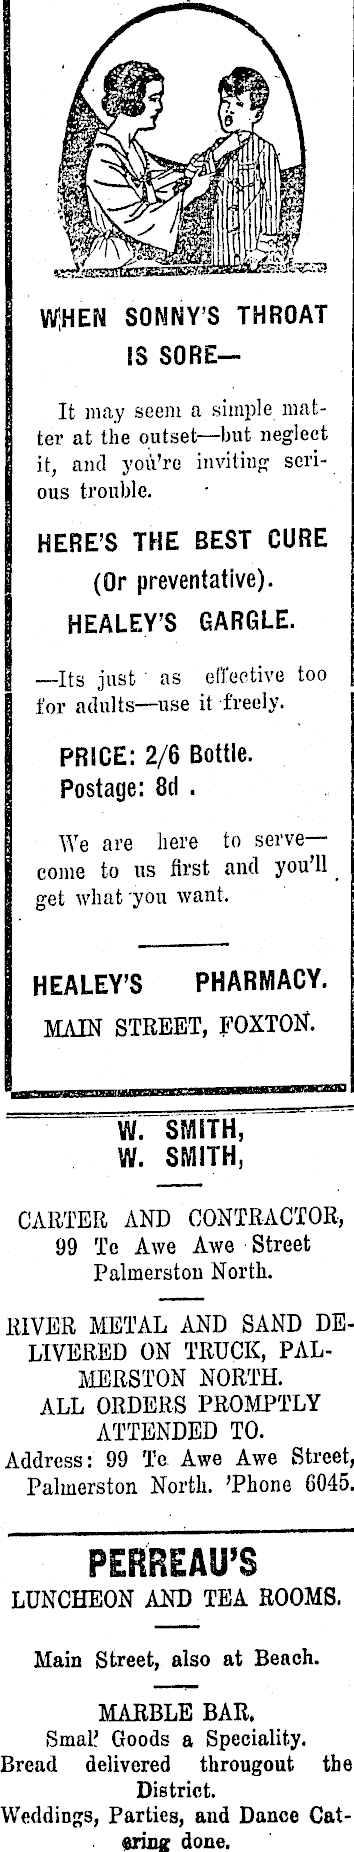 WHEN SONNY'S THROAT
IS SORE—
It may seem a simple mat-
ter at the outset—but neglect
it, and you're inviting seri-
ous trouble.
HERE'S THE BEST CURE
(Or preventative).
HEALEY'S GARGLE.
—Its just as effective too
for adults—use it freely.
PRICE: 2/6 Bottle.
Postage: 8d .
We are here to serve—
come to us first and you'll
get what you want.
HEALEY'S PHARMACY.
MAIN STREET, FOXTON.
W. SMITH,
W. SMITH,
CARTER AND CONTRACTOR,
99 Te Awe Awe Street
Palmerston North.
RIVER METAL AND SAND DE-
LIVERED ON TRUCK, PAL-
MERSTON NORTH.
ALL ORDERS PROMPTLY
ATTENDED TO.
Address: 99 Te Awe Awe Street,
Palmerston North. 'Phone 6045.
PERREAU'S
LUNCHEON AND TEA ROOMS.
Main Street, also at Beach.
MARBLE BAR.
Small Goods a Speciality.
Bread delivered througout the
District.
Weddings, Parties, and Dance Cat-
ering done.